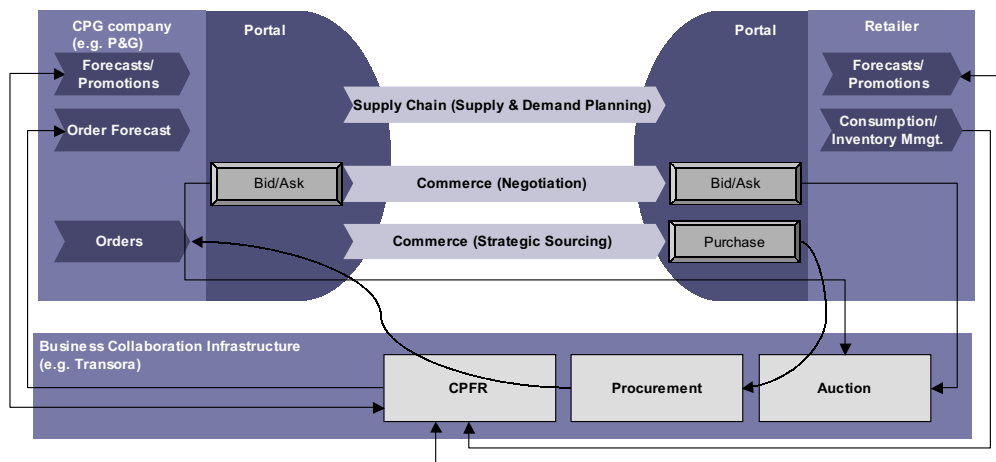 CPG company
(e.g. P&G)
Portal
Portal
Retailer
Forecasts/
Promotions
Forecasts/
Promotions
Supply Chain (Supply & Demand Planning)
Order Forecast
Consumption/
Inventory Mmgt.
Bid/Ask
Commerce (Negotiation)
Bid/Ask
Orders
Commerce (Strategic Sourcing)
Purchase
Business Collaboration Infrastructure
(e.g. Transora)
CPFR
Procurement
Auction